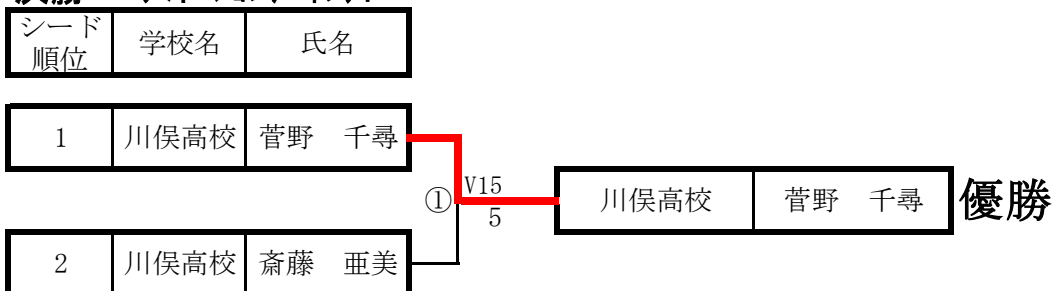 シード順位 学校名 氏名
1 川俣高校 菅野 千尋
① V15
5
川俣高校 菅野 千尋 優勝
2 川俣高校 斎藤 亜美